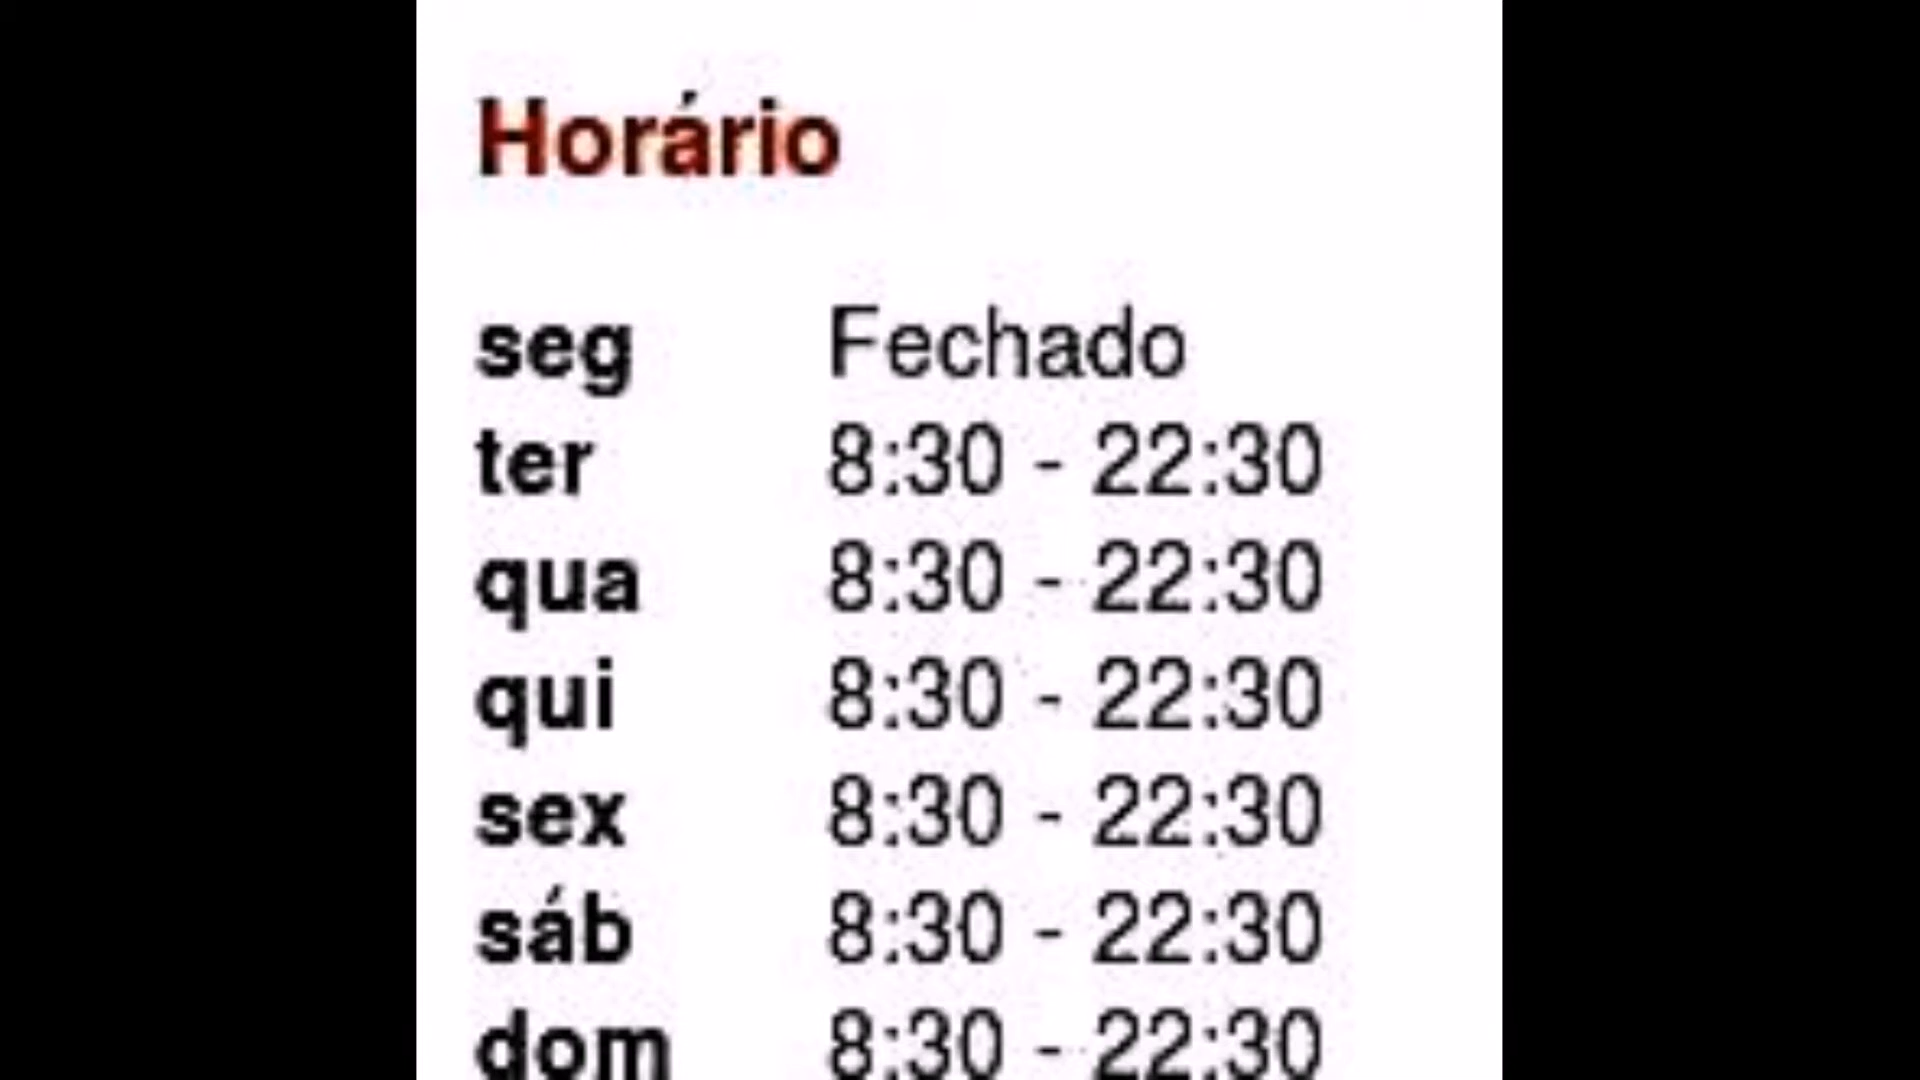 Horário
seg Fechado
ter 8:30 - 22:30
qua 8:30 - 22:30
qui 8:30 - 22:30
sex 8:30 - 22:30
sáb 8:30 - 22:30
dom 8:30 - 22:30